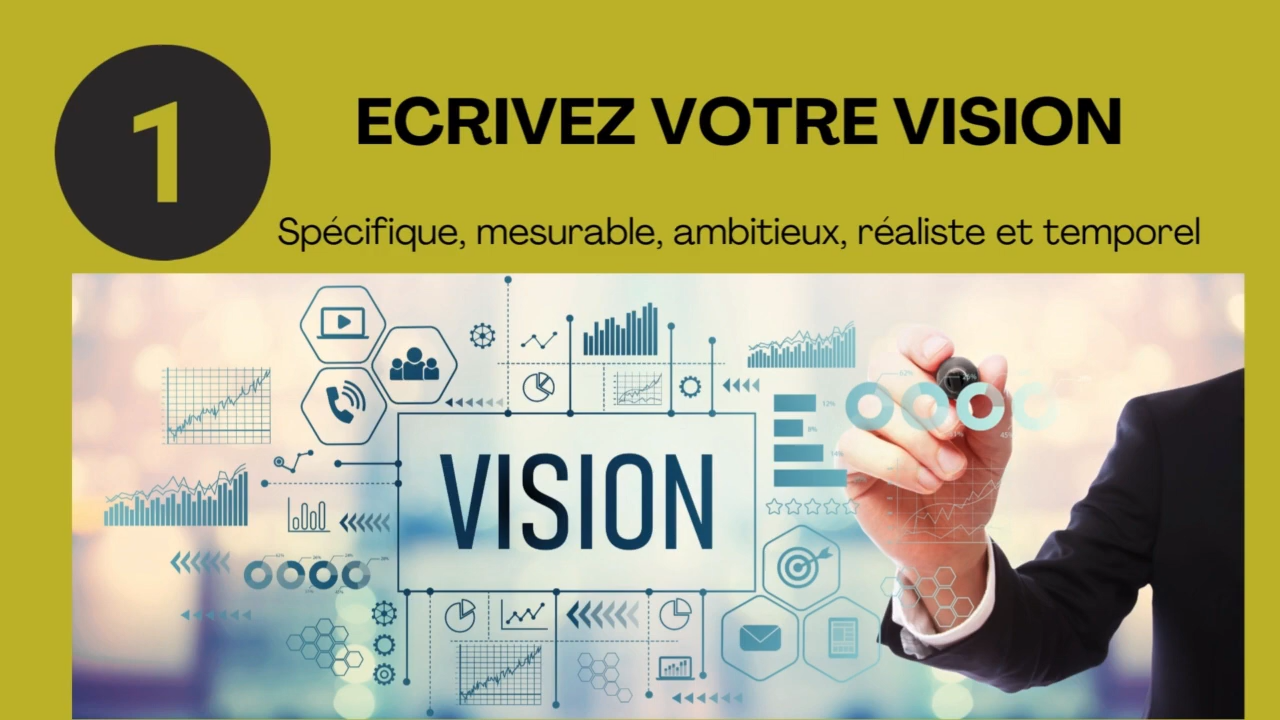 1
ECRIVEZ VOTRE VISION
Spécifique, mesurable, ambitieux, réaliste et temporel
VISION